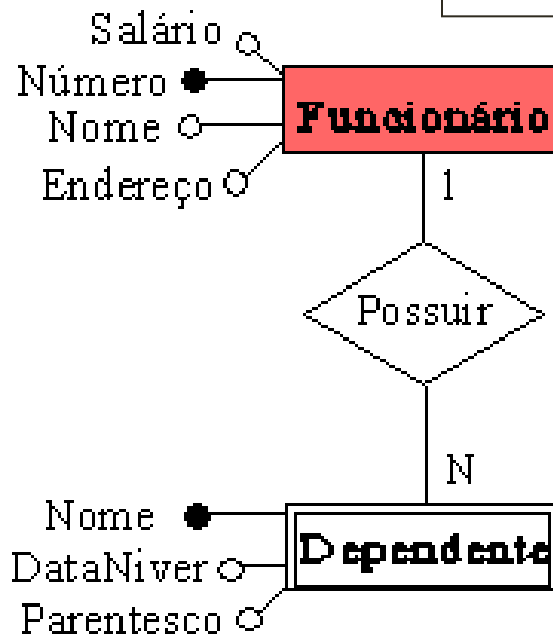 Salário
Número
Nome
Funcionário
Endereço
1
Possuir
N
Nome
Dependente
DataNiver
Parentesco